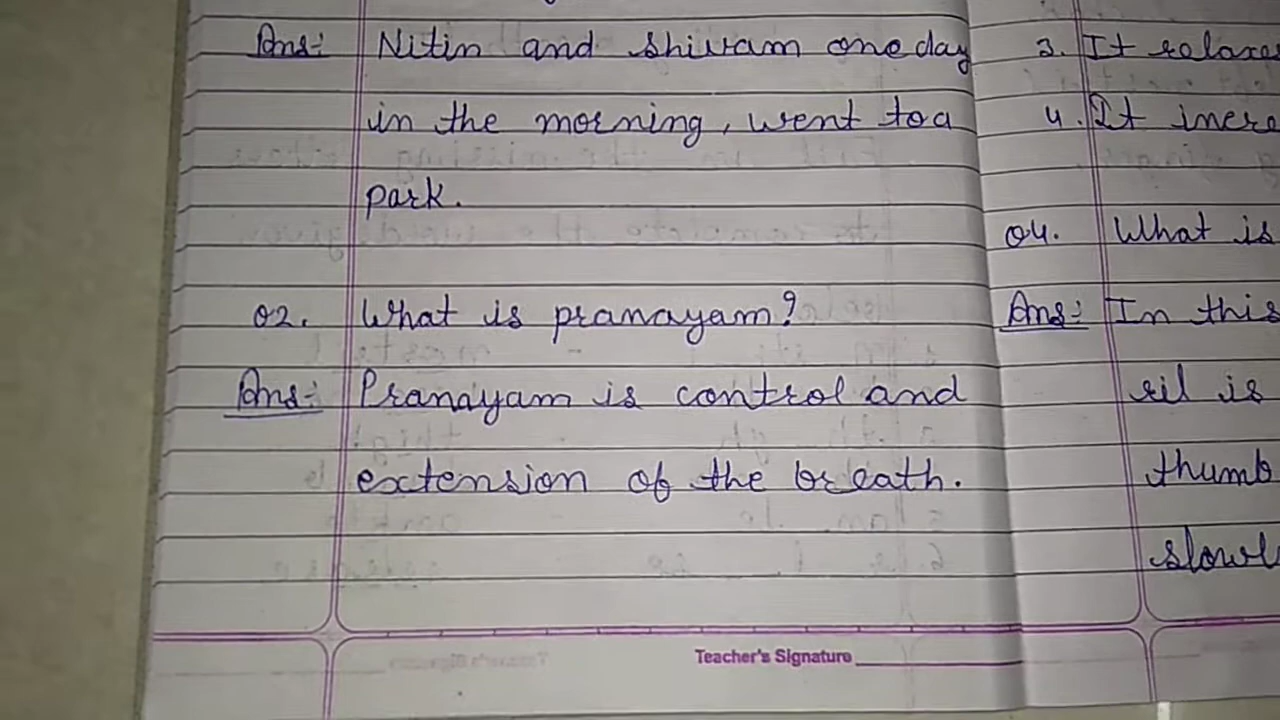 Ans:- Nitin and Shivam one day
in the morning, went to a
park.
02. What is pranayam?
Ans:- Pranayam is control and
extension of the breath.
Teacher's Signature
3. It relaxe
4. It incre
04. What is
Ans:- In this
ril is
thumb
slowl